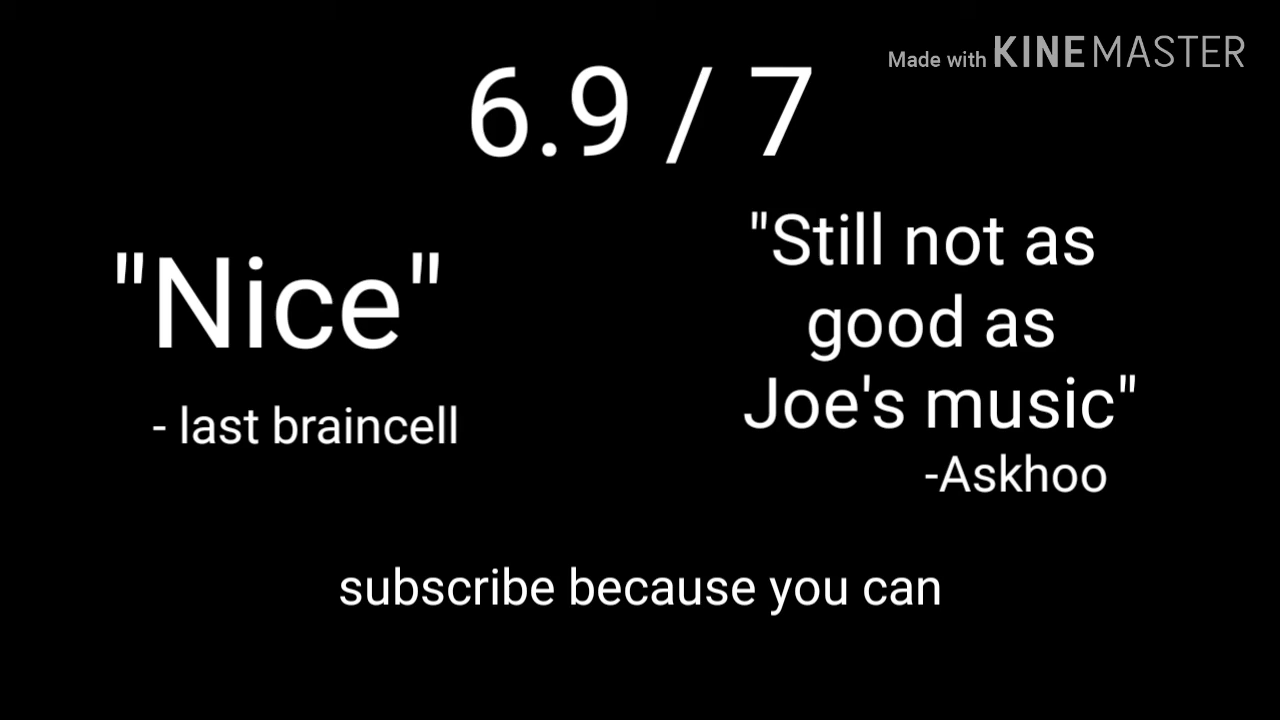 Made with KINEMASTER
6.9 / 7
"Nice"
- last braincell
"Still not as
good as
Joe's music"
-Askhoo
subscribe because you can